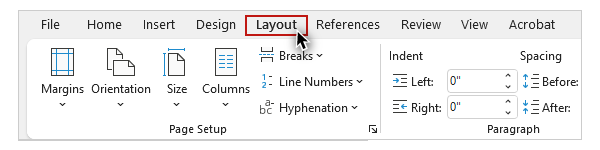 File Home Insert Design Layout References Review View Acrobat
Breaks Indent Spacing
Margins Orientation Size Columns Line Numbers Left: 0" Before:
a- bc Hyphenation Right: 0" After:
Page Setup Paragraph